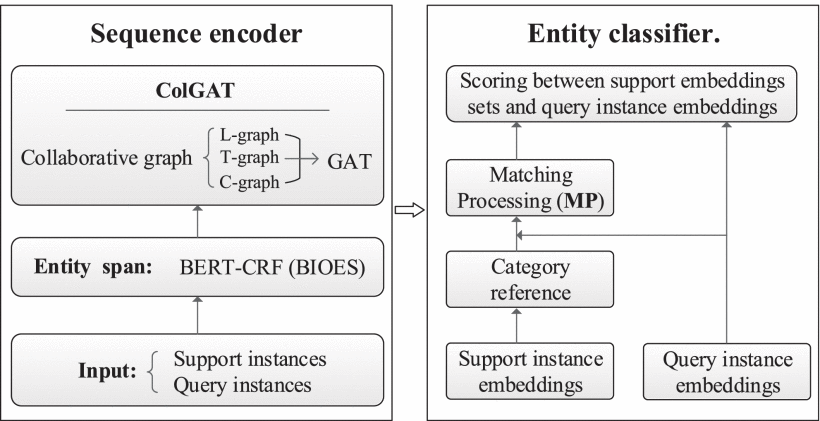 Sequence encoder
ColGAT
Collaborative graph
L-graph
T-graph
C-graph
GAT
Entity span: BERT-CRF (BIOES)
Input:
Support instances
Query instances
Entity classifier.
Scoring between support embeddings
sets and query instance embeddings
Matching
Processing (MP)
Category
reference
Support instance
embeddings
Query instance
embeddings